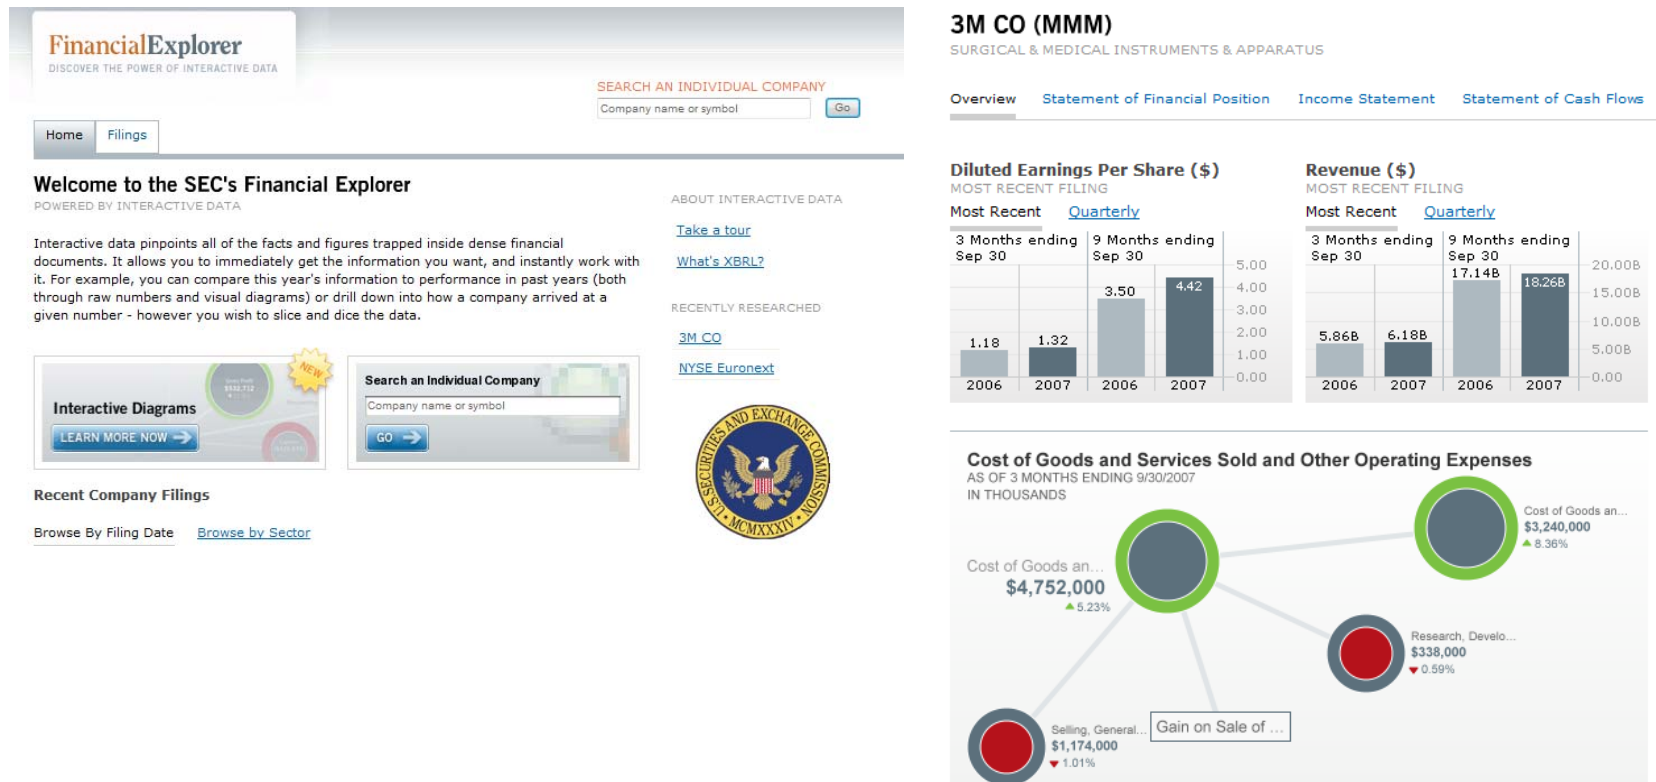 FinancialExplorer
DISCOVER THE POWER OF INTERACTIVE DATA
SEARCH AN INDIVIDUAL COMPANY
Company name or symbol
Go
Home
Filings
Welcome to the SEC's Financial Explorer
POWERED BY INTERACTIVE DATA
Interactive data pinpoints all of the facts and figures trapped inside dense financial
documents. It allows you to immediately get the information you want, and instantly work with
it. For example, you can compare this year's information to performance in past years (both
through raw numbers and visual diagrams) or drill down into how a company arrived at a
given number - however you wish to slice and dice the data.
NEW
Interactive Diagrams
LEARN MORE NOW
Search an Individual Company
Company name or symbol
GO
Recent Company Filings
Browse By Filing Date
Browse by Sector
ABOUT INTERACTIVE DATA
Take a tour
What's XBRL?
RECENTLY RESEARCHED
3M CO
NYSE Euronext
U.S. SECURITIES AND EXCHANGE COMMISSION
MCMXXXIV
3M CO (MMM)
SURGICAL & MEDICAL INSTRUMENTS & APPARATUS
Overview
Statement of Financial Position
Income Statement
Statement of Cash Flows
Diluted Earnings Per Share ($)
MOST RECENT FILING
Most Recent Quarterly
3 Months ending 9 Months ending
Sep 30 Sep 30
5.00
4.00
3.00
2.00
1.00
0.00
1.18 1.32 3.50 4.42
2006 2007 2006 2007
Revenue ($)
MOST RECENT FILING
Most Recent Quarterly
3 Months ending 9 Months ending
Sep 30 Sep 30
20.00B
15.00B
10.00B
5.00B
0.00
5.86B 6.18B 17.14B 18.26B
2006 2007 2006 2007
Cost of Goods and Services Sold and Other Operating Expenses
AS OF 3 MONTHS ENDING 9/30/2007
IN THOUSANDS
Cost of Goods an...
$3,240,000
8.36%
Cost of Goods an...
$4,752,000
5.23%
Research, Develo...
$338,000
0.59%
Gain on Sale of ...
Selling, General...
$1,174,000
1.01%